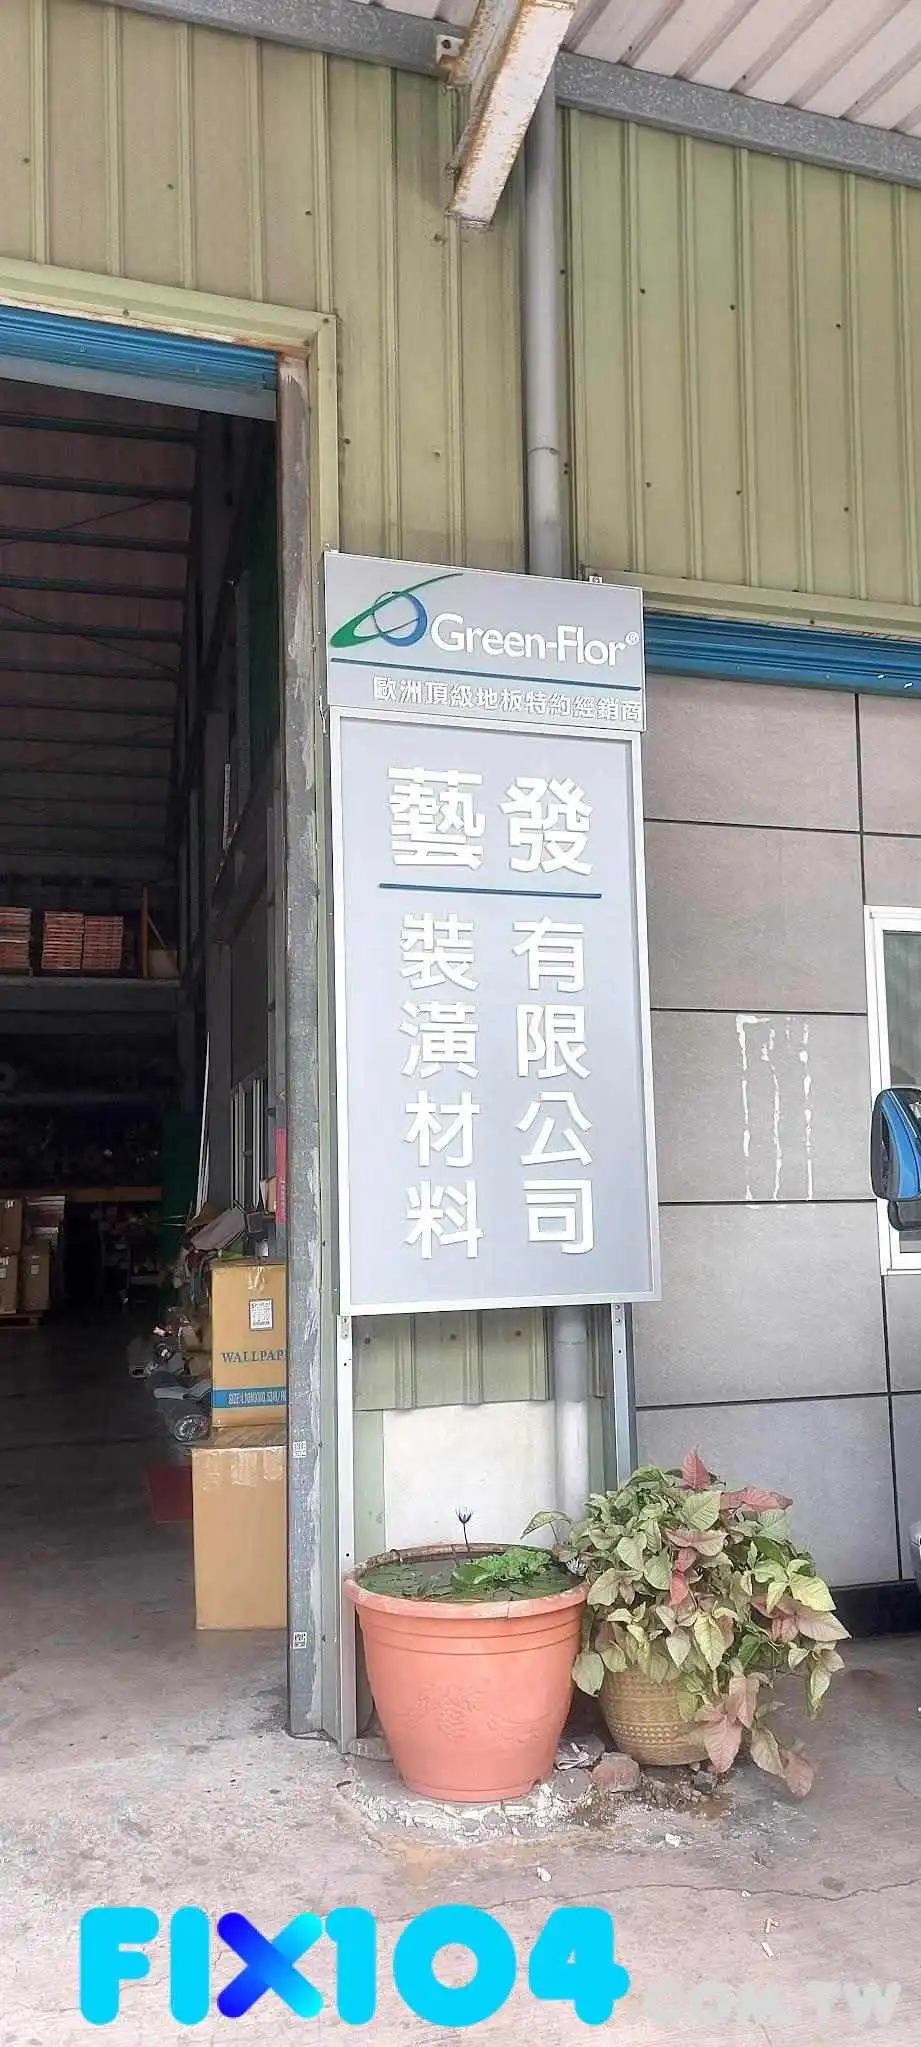 Green-Flor®
歐洲頂級地板特約經銷商
藝發
裝潢材料
有限公司
WALLPAP
FIX104
.COM.TW